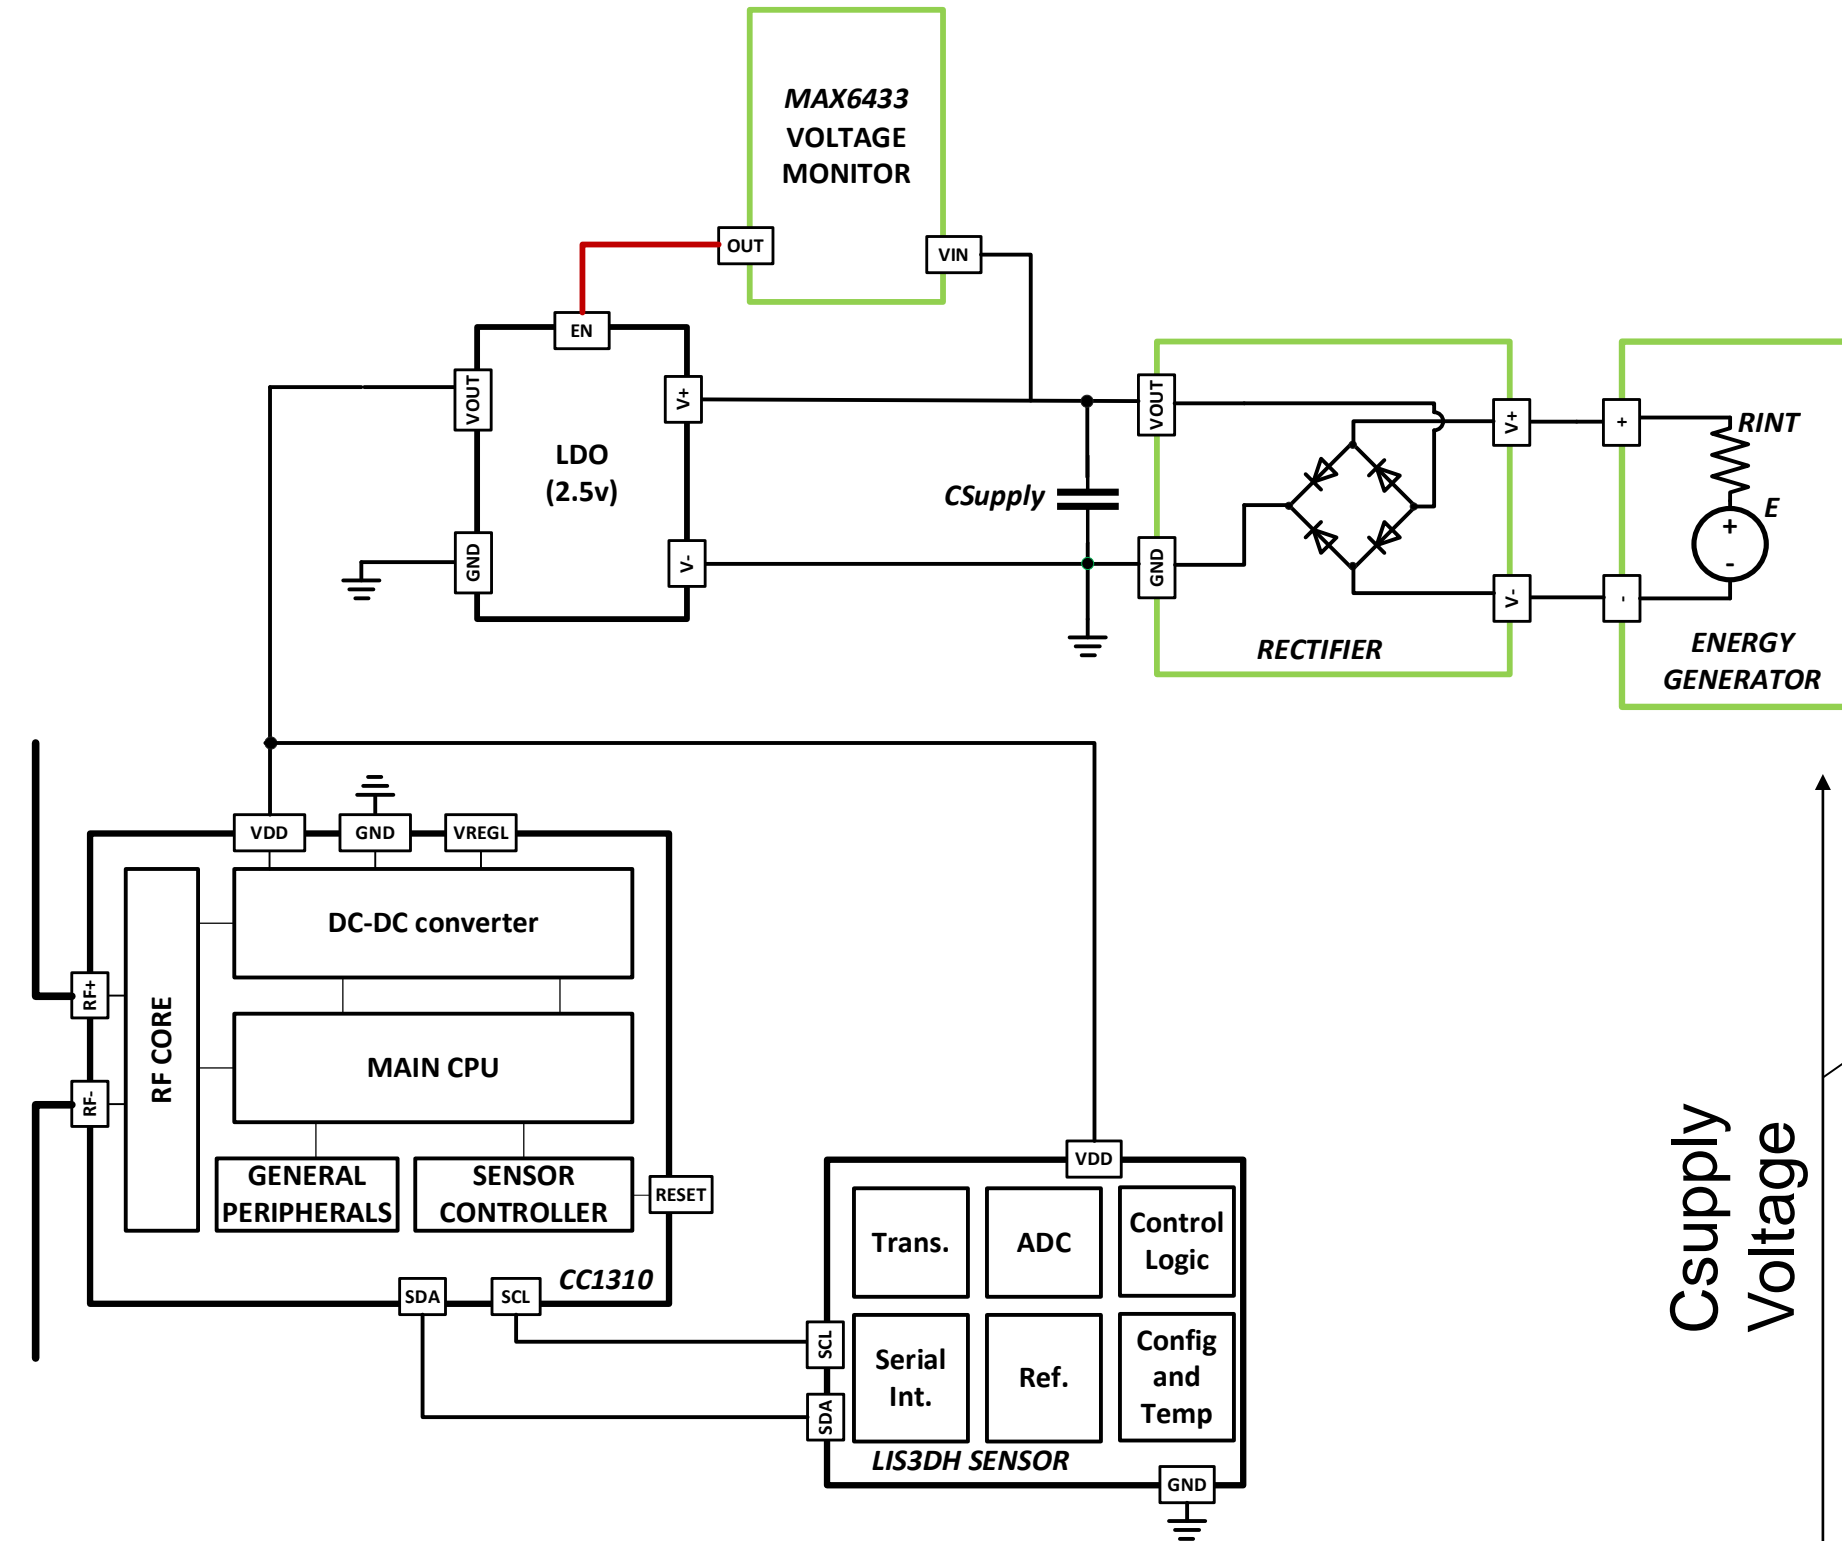 MAX6433
VOLTAGE
MONITOR
OUT
VIN
EN
VOUT
V+
LDO
(2.5v)
GND
V-
CSupply
VOUT
GND
V+
V-
RECTIFIER
+
-
RINT
E
+
-
ENERGY
GENERATOR
VDD
GND
VREGL
DC-DC converter
RF+
RF-
RF CORE
MAIN CPU
GENERAL
PERIPHERALS
SENSOR
CONTROLLER
RESET
CC1310
SDA
SCL
VDD
Trans.
ADC
Control
Logic
SCL
SDA
Serial
Int.
Ref.
Config
and
Temp
LIS3DH SENSOR
GND
Csupply
Voltage